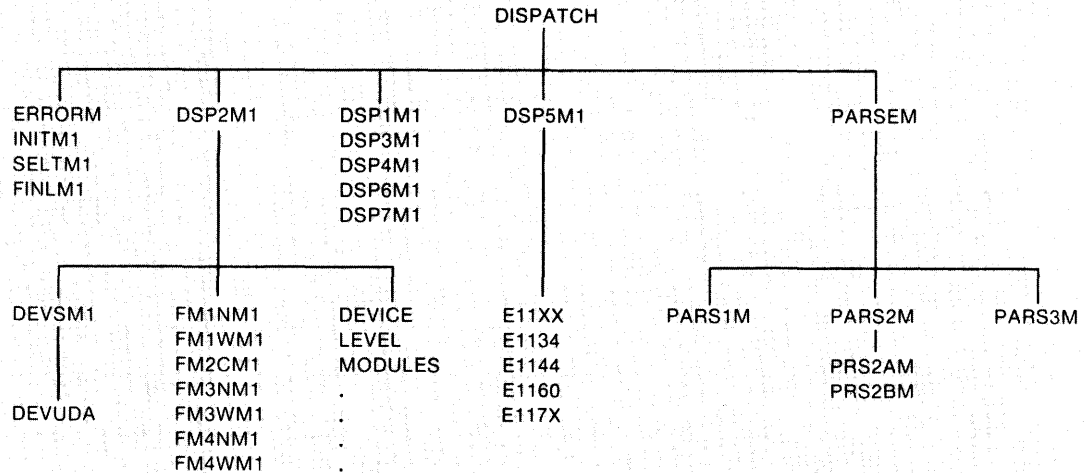 DISPATCH
ERRORM DSP2M1 DSP1M1 DSP5M1 PARSEM
INITM1 DSP3M1
SELTM1 DSP4M1
FINLM1 DSP6M1
DSP7M1
DEVSM1 FM1NM1 DEVICE E11XX PARS1M PARS2M PARS3M
FM1WM1 LEVEL E1134
FM2CM1 MODULES E1144 PRS2AM
FM3NM1 . E1160 PRS2BM
DEVUDA FM3WM1 . E117X
FM4NM1 .
FM4WM1 .